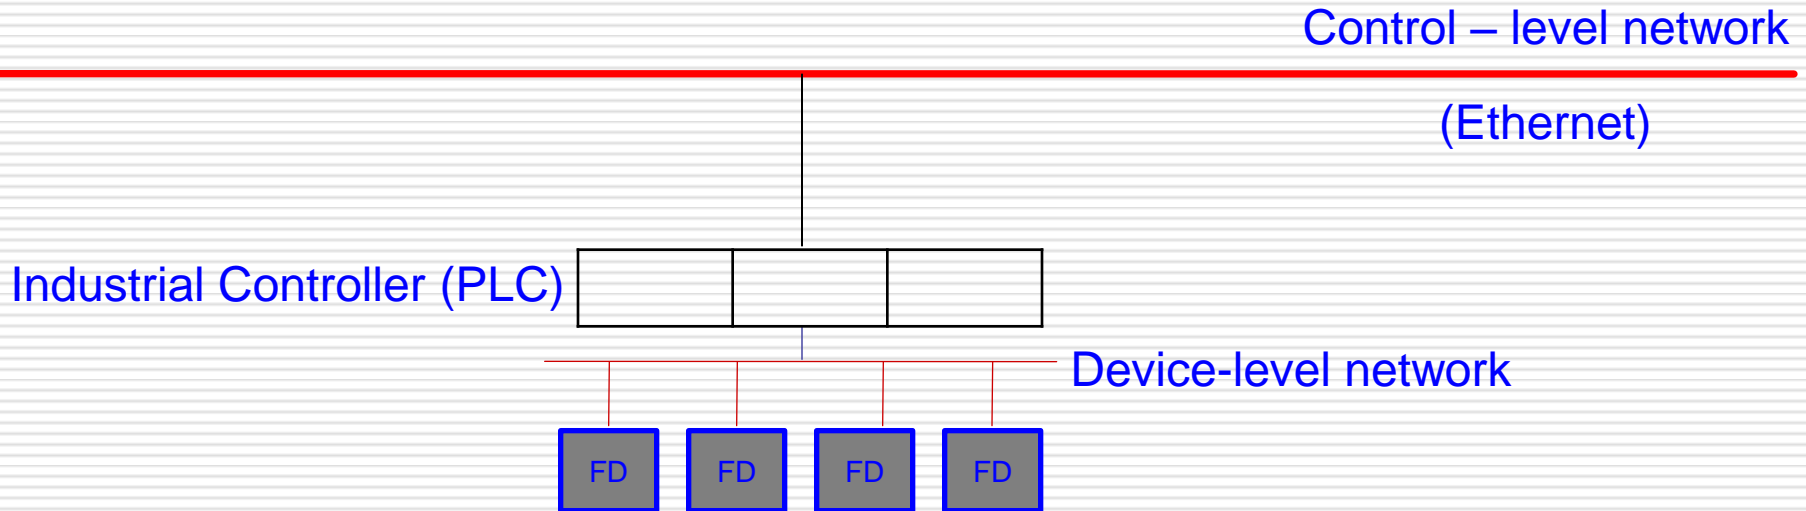 Control – level network
(Ethernet)
Industrial Controller (PLC)
Device-level network
FD FD FD FD